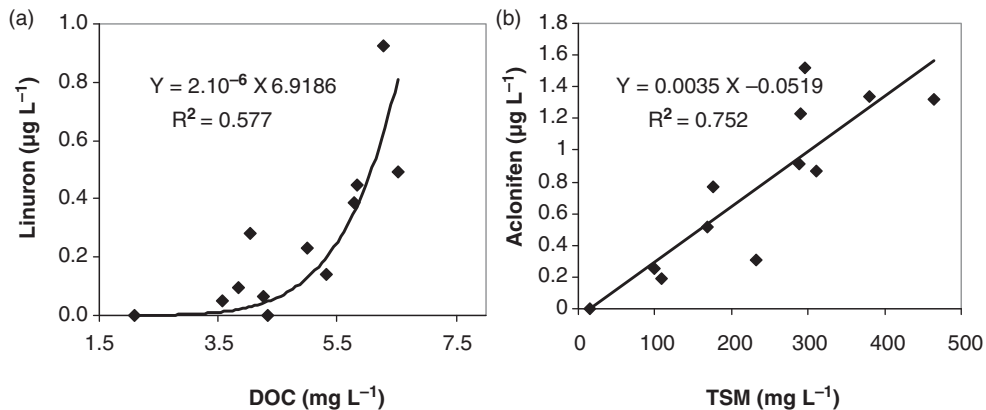 (a)
1.0
0.8
0.6
0.4
0.2
0.0
Linuron (µg L⁻¹)
Y = 2.10⁻⁶ X 6.9186
R² = 0.577
1.5
3.5
5.5
7.5
DOC (mg L⁻¹)
(b)
1.8
1.6
1.4
1.2
1
0.8
0.6
0.4
0.2
0
Aclonifen (µg L⁻¹)
Y = 0.0035 X −0.0519
R² = 0.752
0
100
200
300
400
500
TSM (mg L⁻¹)